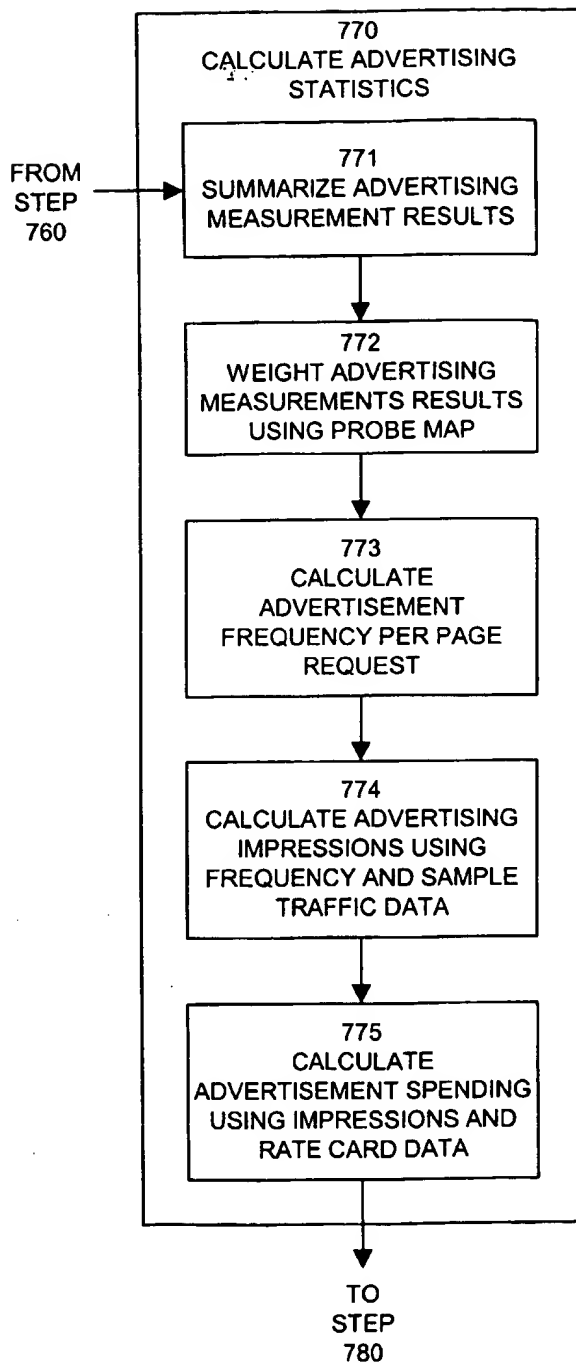 770
CALCULATE ADVERTISING
STATISTICS
FROM
STEP
760
771
SUMMARIZE ADVERTISING
MEASUREMENT RESULTS
772
WEIGHT ADVERTISING
MEASUREMENTS RESULTS
USING PROBE MAP
773
CALCULATE
ADVERTISEMENT
FREQUENCY PER PAGE
REQUEST
774
CALCULATE ADVERTISING
IMPRESSIONS USING
FREQUENCY AND SAMPLE
TRAFFIC DATA
775
CALCULATE
ADVERTISEMENT SPENDING
USING IMPRESSIONS AND
RATE CARD DATA
TO
STEP
780